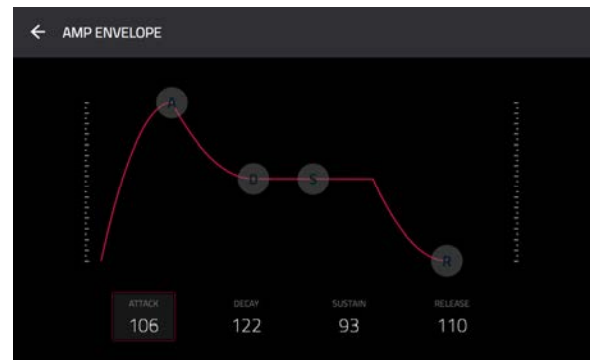 ← AMP ENVELOPE
A
D
S
R
ATTACK DECAY SUSTAIN RELEASE
106 122 93 110